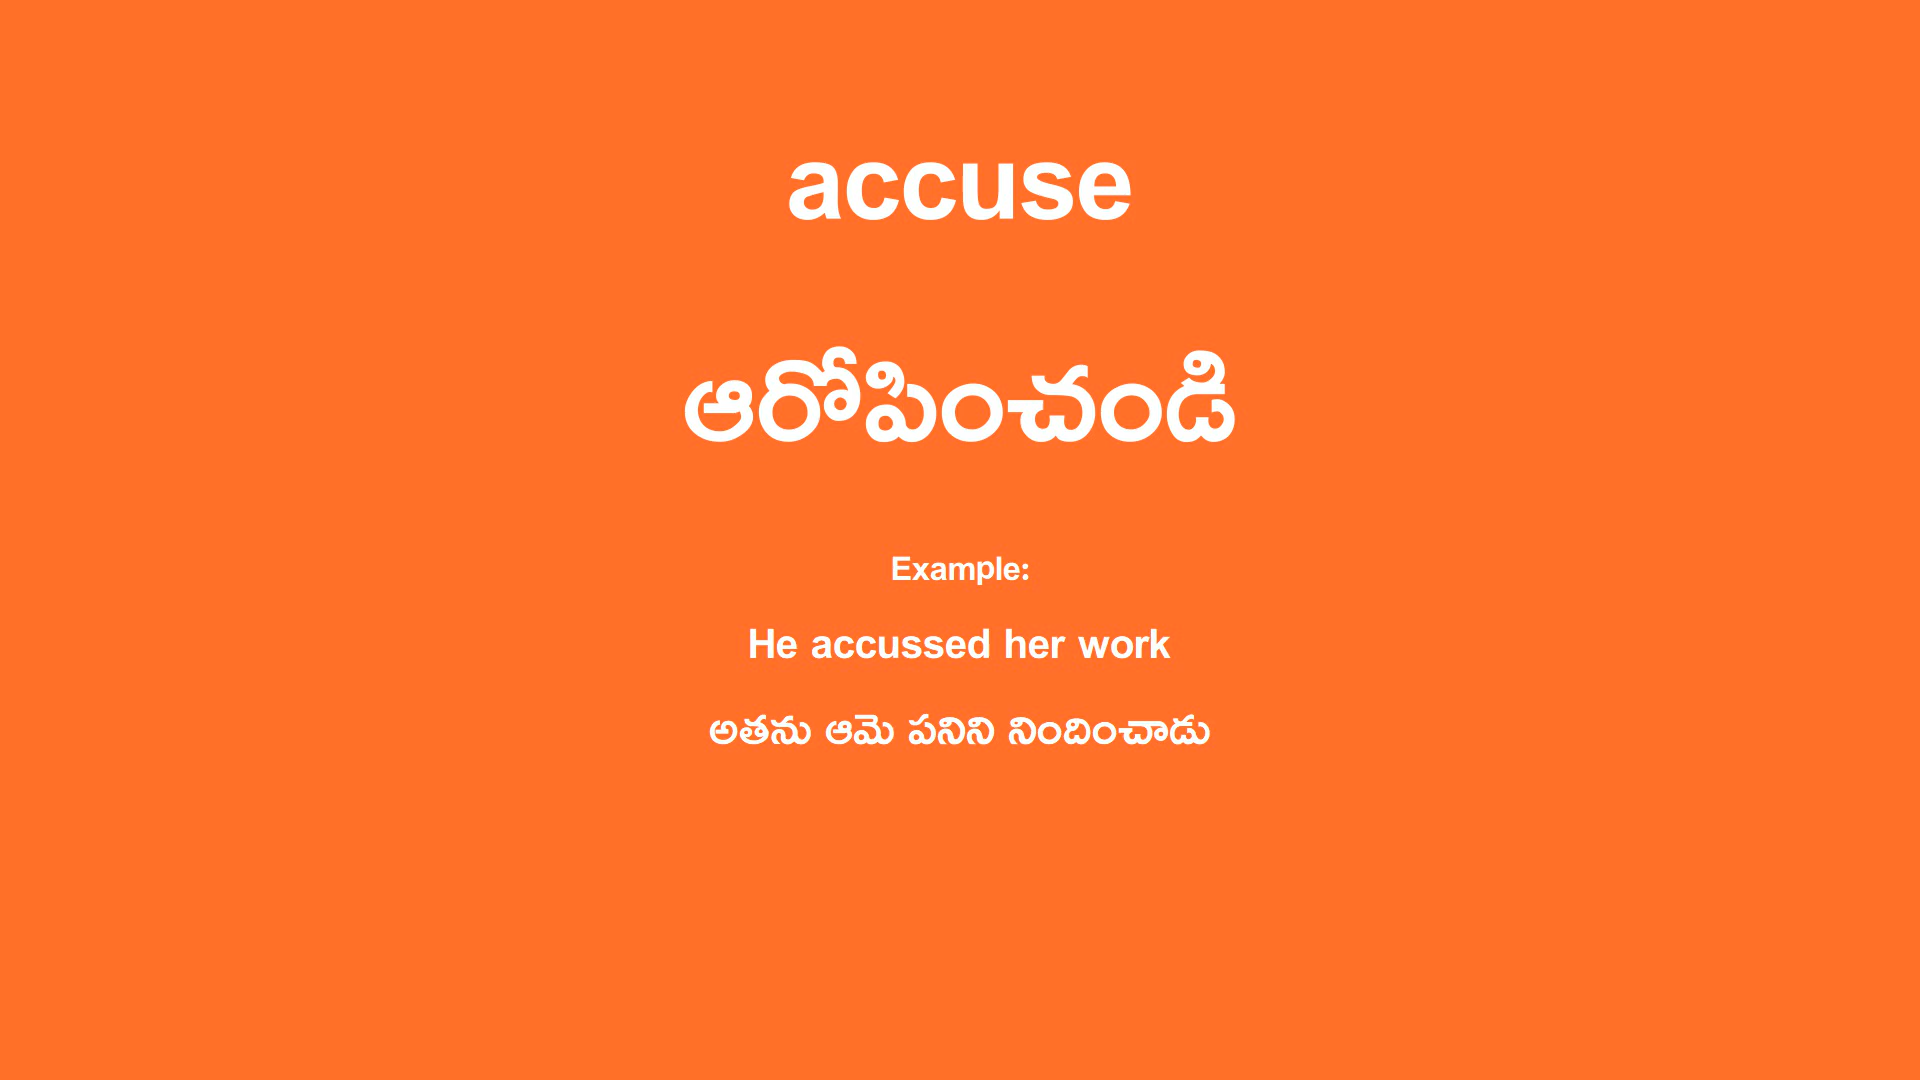 accuse
ఆరోపించండి
Example:
He accussed her work
అతను ఆమె పనిని నిందించాడు